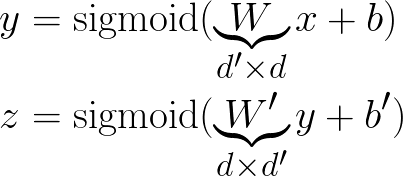 y = sigmoid(W x + b)
d′×d
z = sigmoid(W′ y + b′)
d×d′